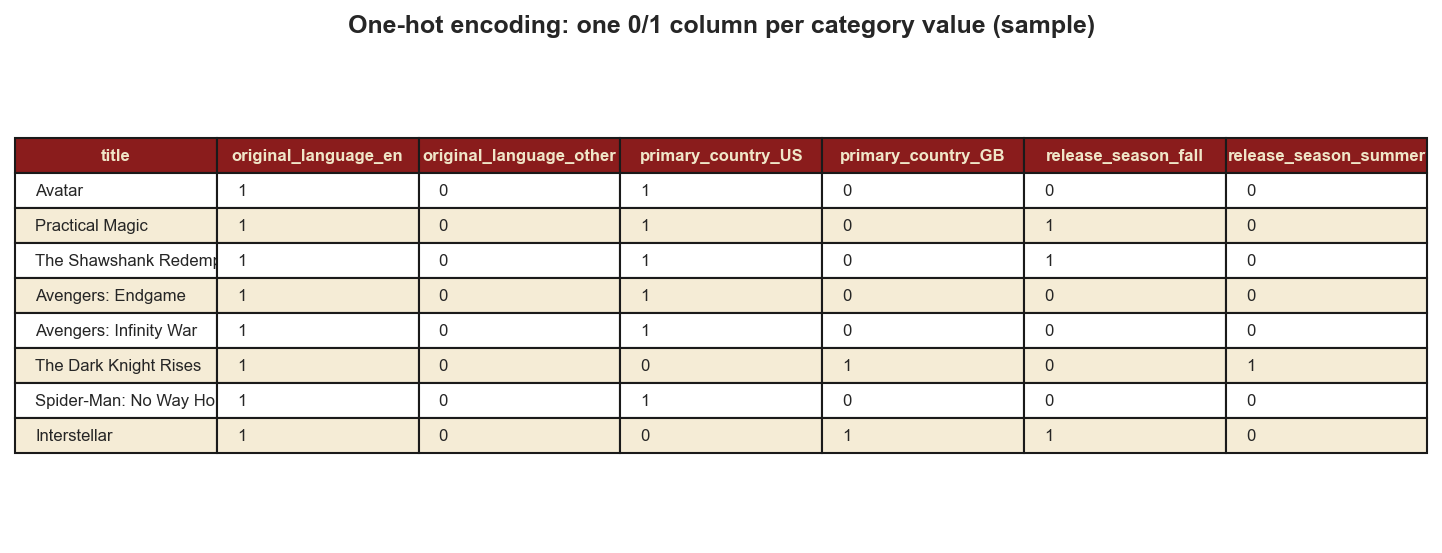 One-hot encoding: one 0/1 column per category value (sample)
title original_language_en original_language_other primary_country_US primary_country_GB release_season_fall release_season_summer
Avatar 1 0 1 0 0 0
Practical Magic 1 0 1 0 1 0
The Shawshank Redemp 1 0 1 0 1 0
Avengers: Endgame 1 0 1 0 0 0
Avengers: Infinity War 1 0 1 0 0 0
The Dark Knight Rises 1 0 0 1 0 1
Spider-Man: No Way Ho 1 0 1 0 0 0
Interstellar 1 0 0 1 1 0